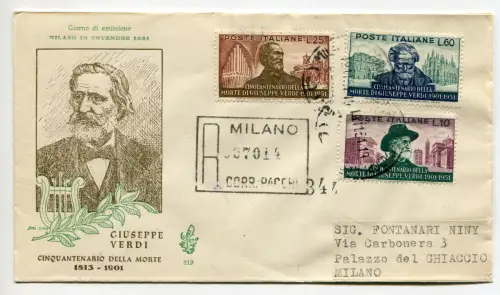 Giorno di emissione
MILANO 19 NOVEMBRE 1951
POSTE ITALIANE L.25
CINQUANTENARIO DELLA
MORTE DI GIUSEPPE VERDI 1901-1951
POSTE ITALIANE L.60
CINQUANTENARIO DELLA
MORTE DI GIUSEPPE VERDI 1901-1951
POSTE ITALIANE L.10
CINQUANTENARIO DELLA
MORTE DI GIUSEPPE VERDI 1901-1951
R
MILANO
CORR. PACCHI
344
GIUSEPPE
VERDI
CINQUANTENARIO DELLA MORTE
1813 - 1901
SIG. FONTANARI NINY
Via Carbonera 3
Palazzo del GHIACCIO
MILANO